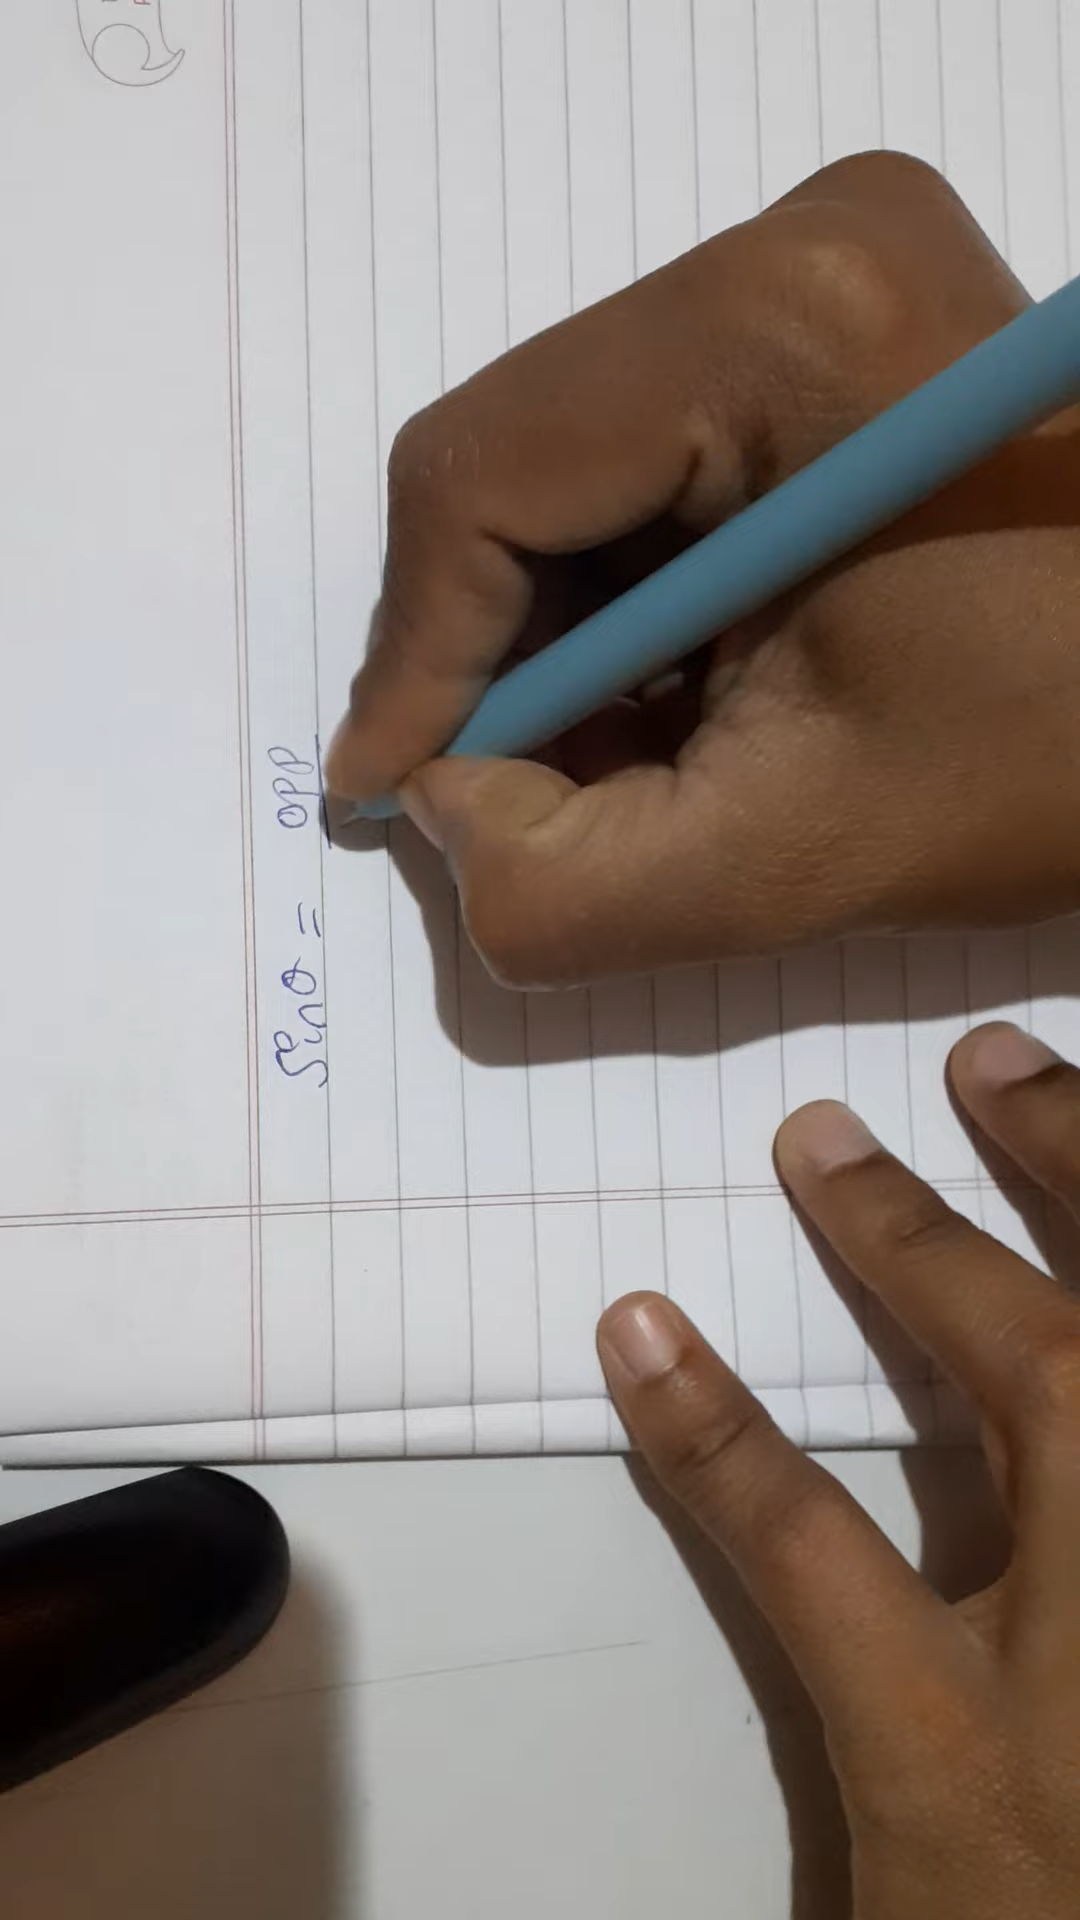 Sinθ = opp